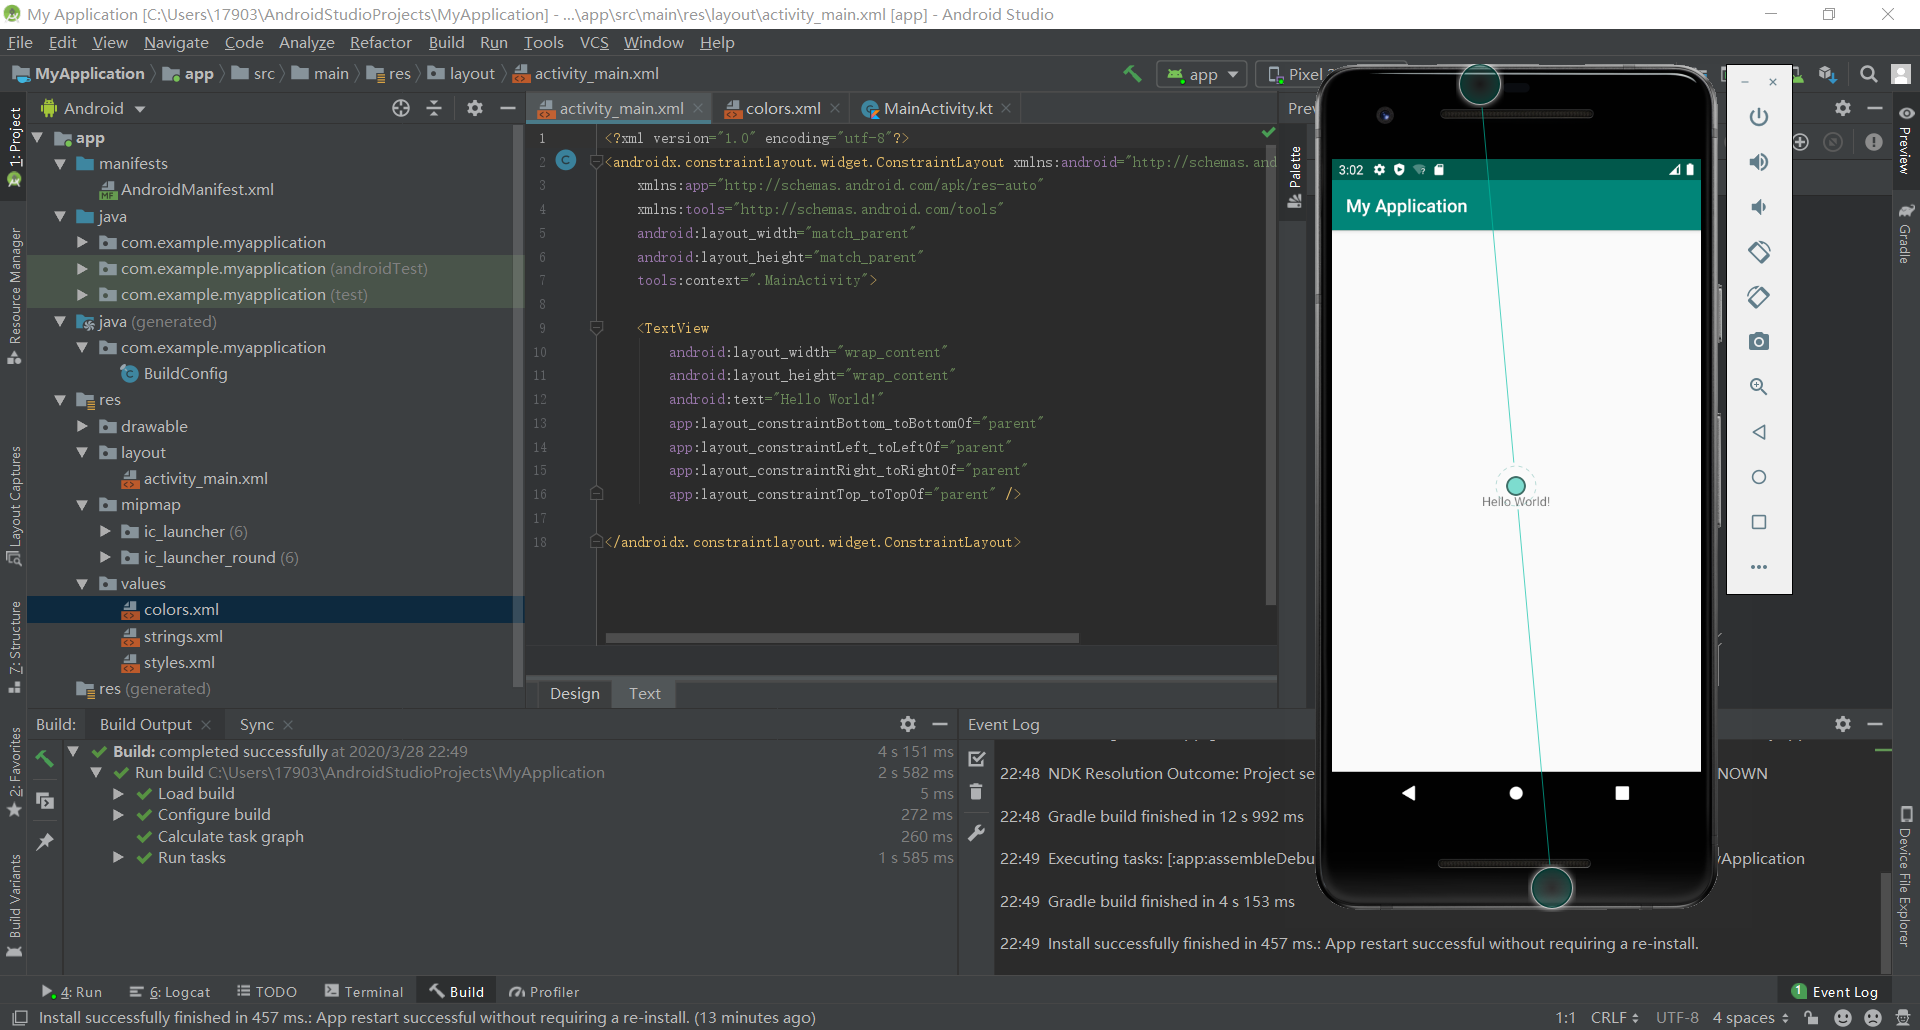 My Application [C:\Users\17903\AndroidStudioProjects\MyApplication] - ...\app\src\main\res\layout\activity_main.xml [app] - Android Studio
File Edit View Navigate Code Analyze Refactor Build Run Tools VCS Window Help
MyApplication app src main res layout activity_main.xml app Pixel
Android activity_main.xml colors.xml MainActivity.kt
1: Project
Resource Manager
Layout Captures
7: Structure
2: Favorites
Build Variants
app
manifests
AndroidManifest.xml
java
com.example.myapplication
com.example.myapplication (androidTest)
com.example.myapplication (test)
java (generated)
com.example.myapplication
BuildConfig
res
drawable
layout
activity_main.xml
mipmap
ic_launcher (6)
ic_launcher_round (6)
values
colors.xml
strings.xml
styles.xml
res (generated)
1 <?xml version="1.0" encoding="utf-8"?>
2 <androidx.constraintlayout.widget.ConstraintLayout xmlns:android="http://schemas.and
3 xmlns:app="http://schemas.android.com/apk/res-auto"
4 xmlns:tools="http://schemas.android.com/tools"
5 android:layout_width="match_parent"
6 android:layout_height="match_parent"
7 tools:context=".MainActivity">
8
9 <TextView
10 android:layout_width="wrap_content"
11 android:layout_height="wrap_content"
12 android:text="Hello World!"
13 app:layout_constraintBottom_toBottomOf="parent"
14 app:layout_constraintLeft_toLeftOf="parent"
15 app:layout_constraintRight_toRightOf="parent"
16 app:layout_constraintTop_toTopOf="parent" />
17
18 </androidx.constraintlayout.widget.ConstraintLayout>
Design Text
Palette
3:02
My Application
Hello World!
Preview
Gradle
Device File Explorer
Build: Build Output Sync
Build: completed successfully at 2020/3/28 22:49 4 s 151 ms
Run build C:\Users\17903\AndroidStudioProjects\MyApplication 2 s 582 ms
Load build 5 ms
Configure build 272 ms
Calculate task graph 260 ms
Run tasks 1 s 585 ms
Event Log
22:48 NDK Resolution Outcome: Project se NOWN
22:48 Gradle build finished in 12 s 992 ms
22:49 Executing tasks: [:app:assembleDebu /Application
22:49 Gradle build finished in 4 s 153 ms
22:49 Install successfully finished in 457 ms.: App restart successful without requiring a re-install.
4: Run 6: Logcat TODO Terminal Build Profiler 1 Event Log
Install successfully finished in 457 ms.: App restart successful without requiring a re-install. (13 minutes ago) 1:1 CRLF UTF-8 4 spaces